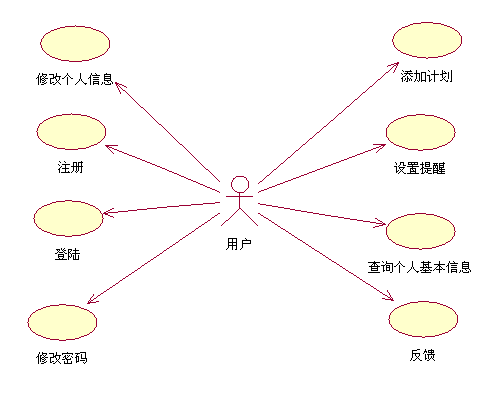 修改个人信息
添加计划
注册
设置提醒
用户
登陆
查询个人基本信息
修改密码
反馈